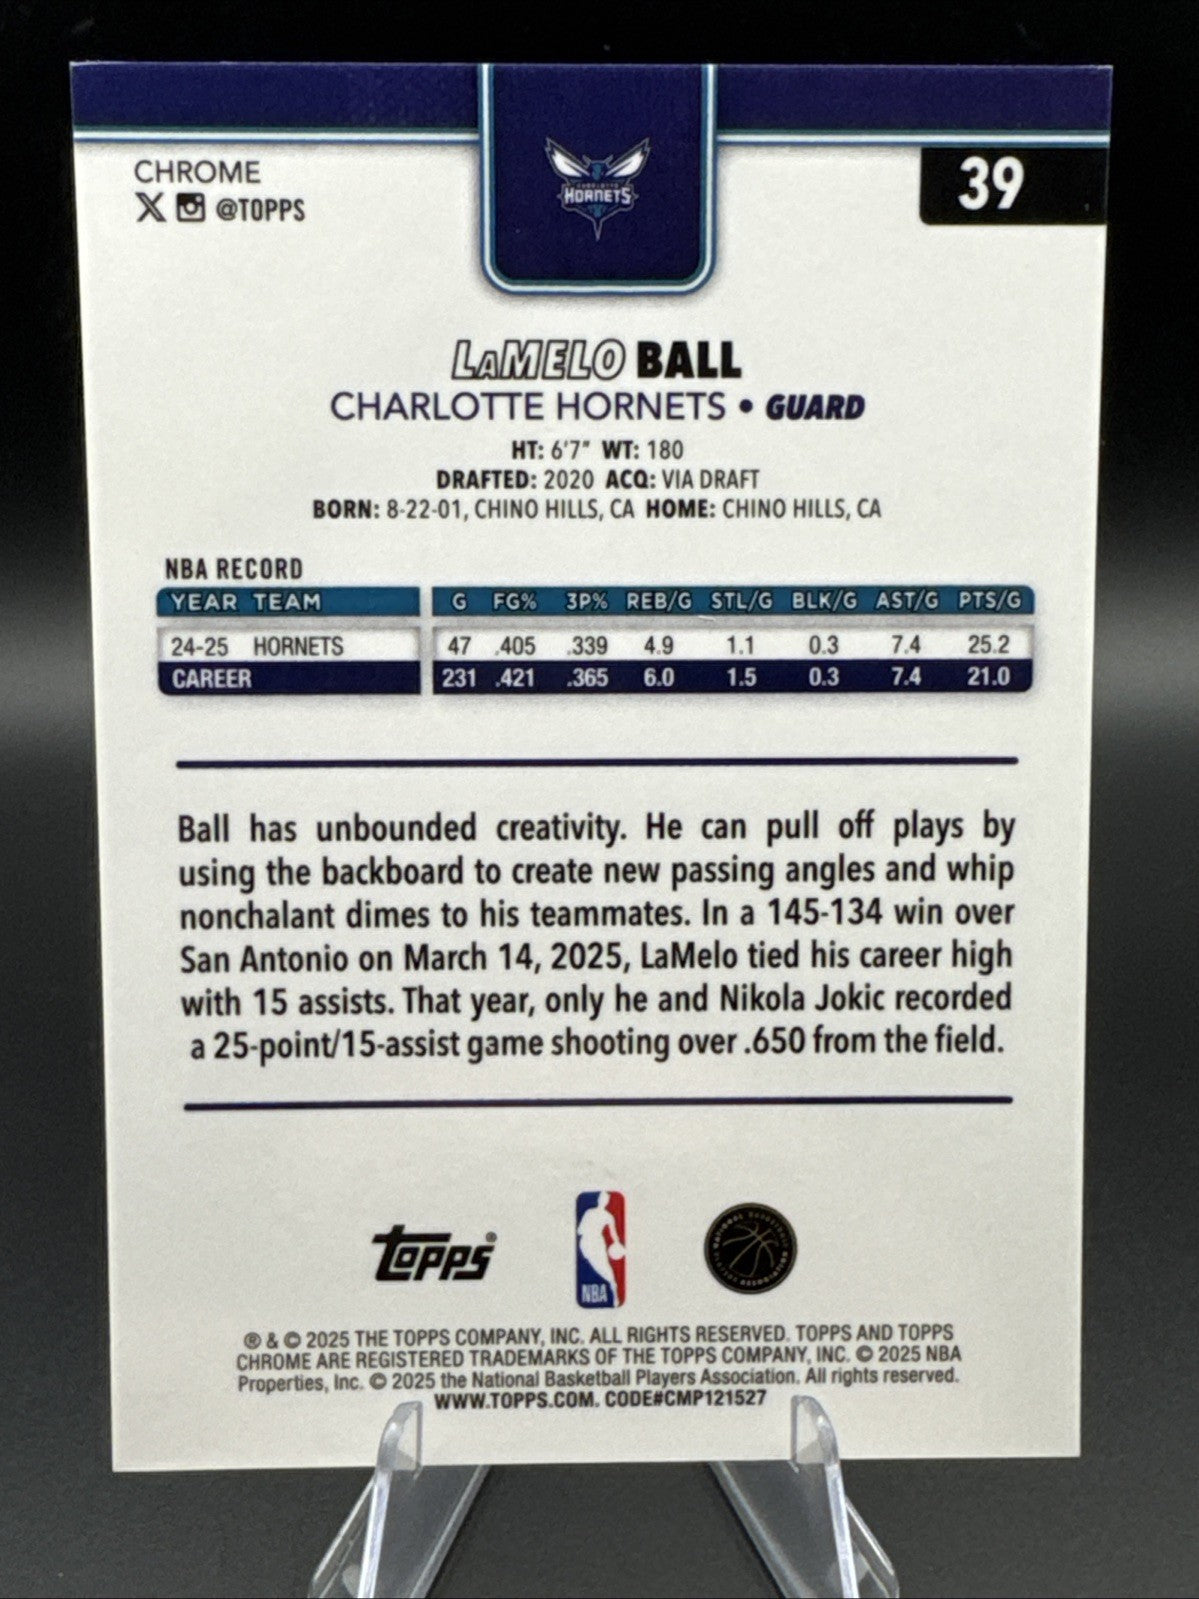 CHARLOTTE
HORNETS
CHROME
39
@TOPPS
LaMELO BALL
CHARLOTTE HORNETS • GUARD
HT: 6'7" WT: 180
DRAFTED: 2020 ACQ: VIA DRAFT
BORN: 8-22-01, CHINO HILLS, CA HOME: CHINO HILLS, CA
NBA RECORD
YEAR TEAM G FG% 3P% REB/G STL/G BLK/G AST/G PTS/G
24-25 HORNETS 47 .405 .339 4.9 1.1 0.3 7.4 25.2
CAREER 231 .421 .365 6.0 1.5 0.3 7.4 21.0
Ball has unbounded creativity. He can pull off plays by
using the backboard to create new passing angles and whip
nonchalant dimes to his teammates. In a 145-134 win over
San Antonio on March 14, 2025, LaMelo tied his career high
with 15 assists. That year, only he and Nikola Jokic recorded
a 25-point/15-assist game shooting over .650 from the field.
TOPPS®
NBA
® & © 2025 THE TOPPS COMPANY, INC. ALL RIGHTS RESERVED. TOPPS AND TOPPS
CHROME ARE REGISTERED TRADEMARKS OF THE TOPPS COMPANY, INC. © 2025 NBA
Properties, Inc. © 2025 the National Basketball Players Association. All rights reserved.
WWW.TOPPS.COM. CODE#CMP121527